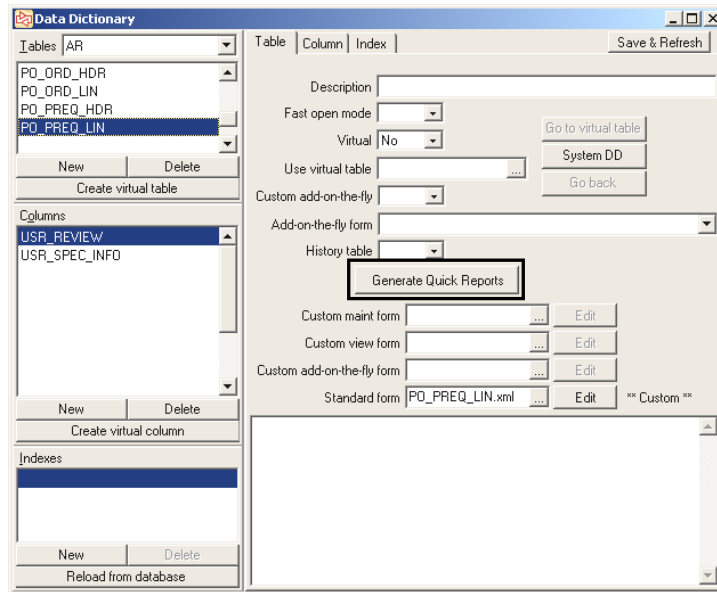 Data Dictionary
Tables AR
PO_ORD_HDR
PO_ORD_LIN
PO_PREQ_HDR
PO_PREQ_LIN
New Delete
Create virtual table
Columns
USR_REVIEW
USR_SPEC_INFO
New Delete
Create virtual column
Indexes
New Delete
Reload from database
Table Column Index Save & Refresh
Description
Fast open mode
Virtual No
Go to virtual table
System DD
Use virtual table ...
Go back
Custom add-on-the-fly
Add-on-the-fly form
History table
Generate Quick Reports
Custom maint form ... Edit
Custom view form ... Edit
Custom add-on-the-fly form ... Edit
Standard form PO_PREQ_LIN.xml ... Edit ** Custom **